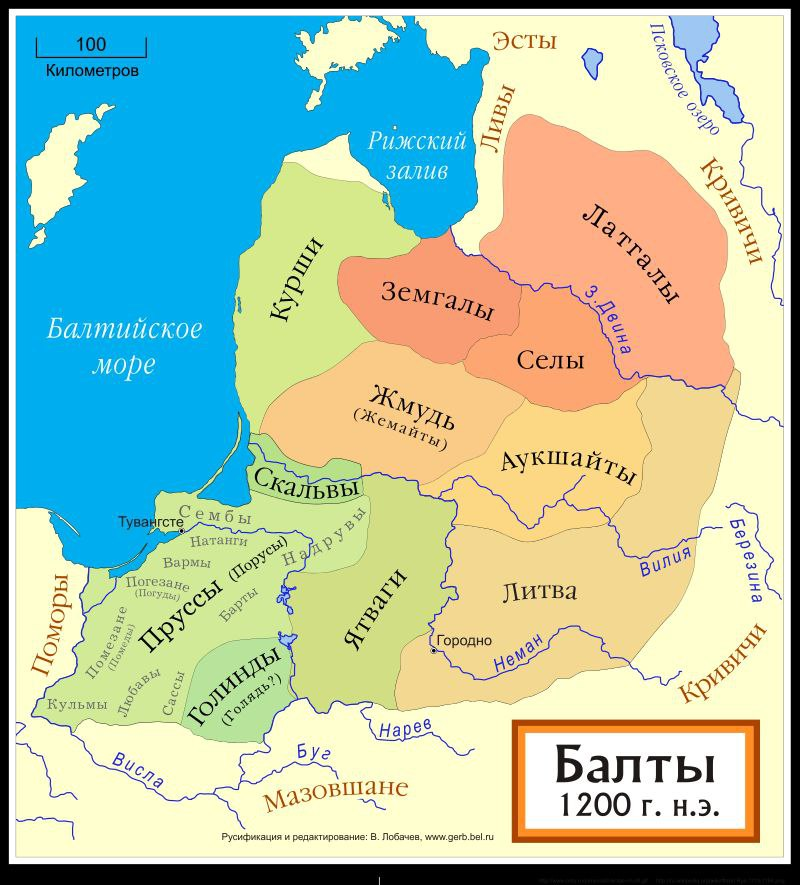 100
Километров
Эсты
Псковское озеро
Ливы
Рижский
залив
Кривичи
Латгалы
Курши
Земгалы
З.Двина
Балтийское
море
Селы
Жмудь
(Жемайты)
Аукшайты
Скальвы
Сембы
Тувангсте
Натанги
Надрувы
Вармы
Пруссы (Порусы)
Погезане
(Погуды)
Барты
Помезане
(Помеды)
Поморы
Ятваги
Литва
Вилия
Березина
Городно
Неман
Кривичи
Голинды
(Голядь?)
Любавы
Сассы
Кульмы
Висла
Буг
Нарев
Мазовшане
Балты
1200 г. н.э.
Русификация и редактирование: В. Лобачев, www.gerb.bel.ru